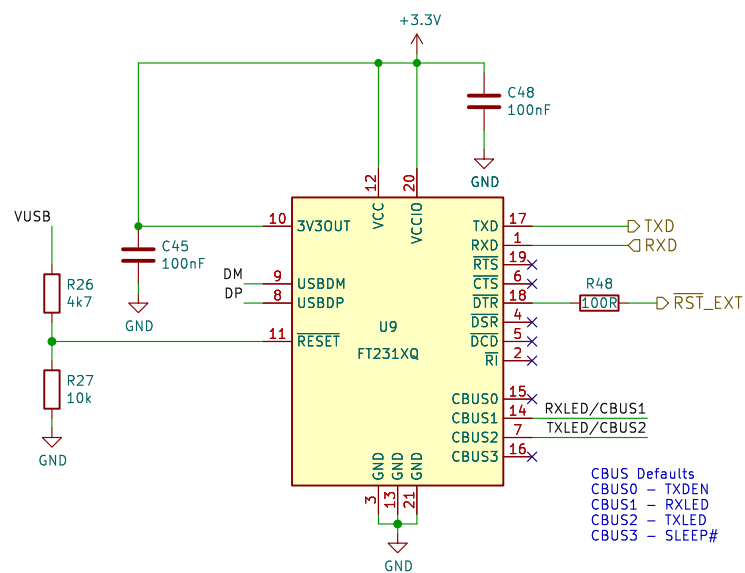 +3.3V
C48
100nF
GND
12
20
VCC
VCCIO
VUSB
10
3V3OUT
TXD
17
TXD
C45
100nF
RXD
1
RXD
RTS
19
DM
9
USBDM
CTS
6
R26
4k7
DP
8
USBDP
DTR
18
R48
100R
RST_EXT
GND
U9
DSR
4
11
RESET
FT231XQ
DCD
5
RI
2
R27
10k
CBUS0
15
CBUS1
14
RXLED/CBUS1
CBUS2
7
TXLED/CBUS2
GND
CBUS3
16
GND
GND
GND
3
13
21
GND
CBUS Defaults
CBUS0 - TXDEN
CBUS1 - RXLED
CBUS2 - TXLED
CBUS3 - SLEEP#